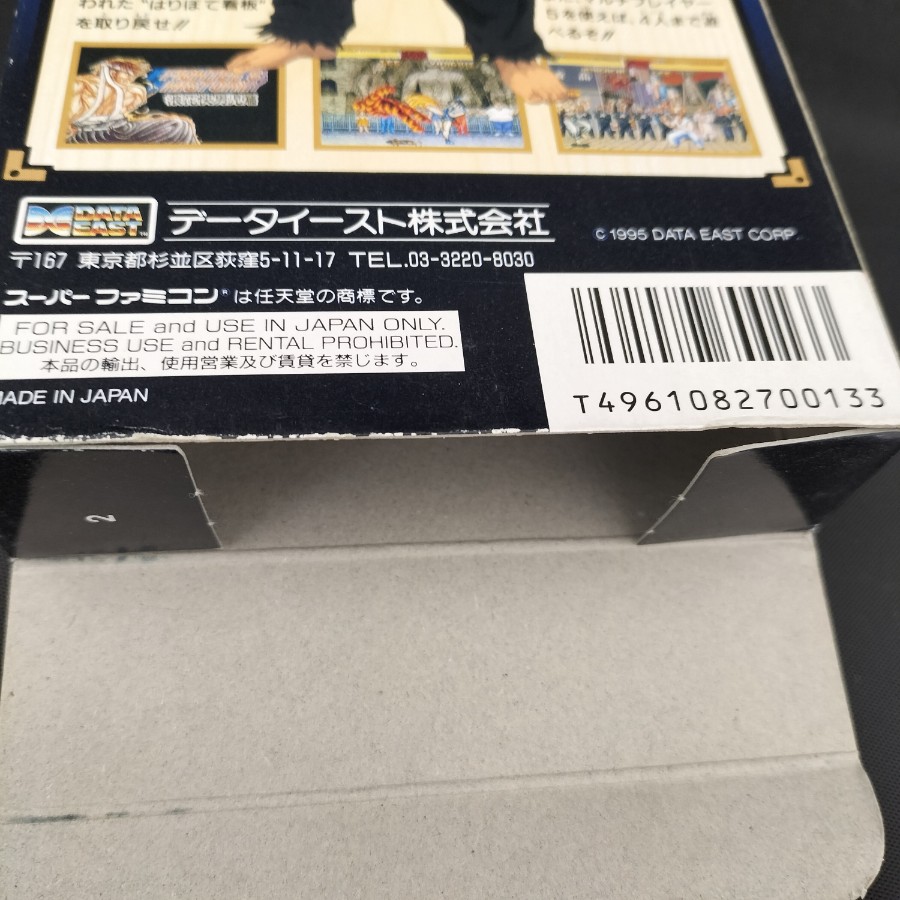 われた"はりぼて看板"
を取り戻せ!!
5を使えば、4人まで遊
べるぞ!!
DATA
EAST™
データイースト株式会社
© 1995 DATA EAST CORP.
〒167 東京都杉並区荻窪5-11-17 TEL.03-3220-8030
スーパーファミコン®は任天堂の商標です。
FOR SALE and USE IN JAPAN ONLY.
BUSINESS USE and RENTAL PROHIBITED.
本品の輸出、使用営業及び賃貸を禁じます。
MADE IN JAPAN
T4961082700133
2